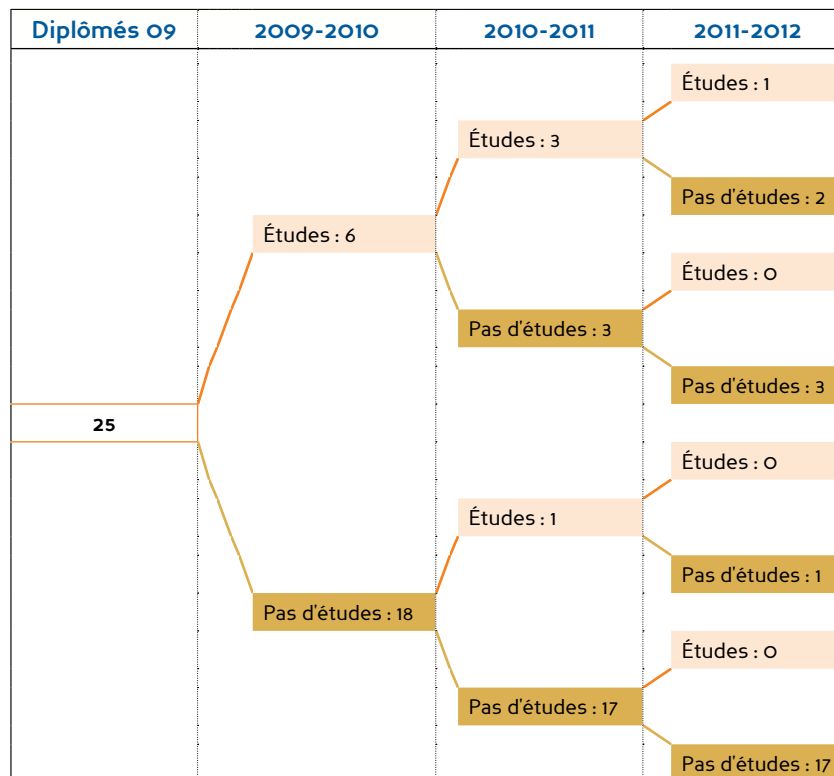 Diplômés 09 2009-2010 2010-2011 2011-2012
Études : 1
Études : 3
Pas d'études : 2
Études : 6
Études : 0
Pas d'études : 3
Pas d'études : 3
25
Études : 0
Études : 1
Pas d'études : 1
Pas d'études : 18
Études : 0
Pas d'études : 17
Pas d'études : 17